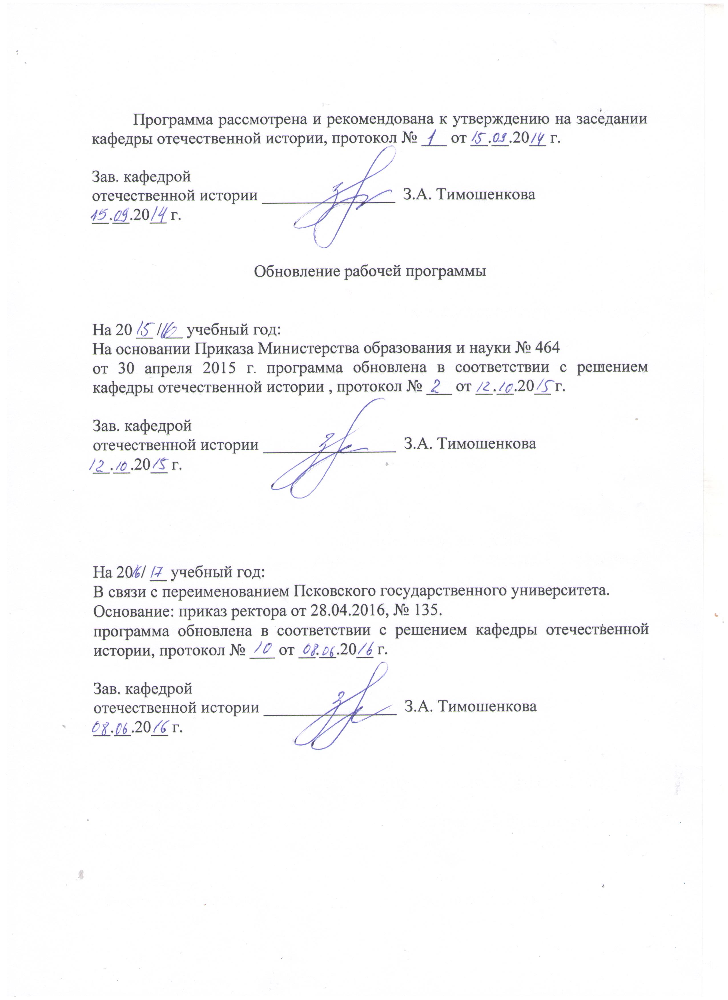 Программа рассмотрена и рекомендована к утверждению на заседании
кафедры отечественной истории, протокол № 1 от 15.09.2014 г.
Зав. кафедрой
отечественной истории З.А. Тимошенкова
15.09.2014 г.
Обновление рабочей программы
На 20 15 /16 учебный год:
На основании Приказа Министерства образования и науки № 464
от 30 апреля 2015 г. программа обновлена в соответствии с решением
кафедры отечественной истории , протокол № 2 от 12.10.2015 г.
Зав. кафедрой
отечественной истории З.А. Тимошенкова
12.10.2015 г.
На 2016/ 17 учебный год:
В связи с переименованием Псковского государственного университета.
Основание: приказ ректора от 28.04.2016, № 135.
программа обновлена в соответствии с решением кафедры отечественной
истории, протокол № 10 от 08.06.2016 г.
Зав. кафедрой
отечественной истории З.А. Тимошенкова
08.06.2016 г.